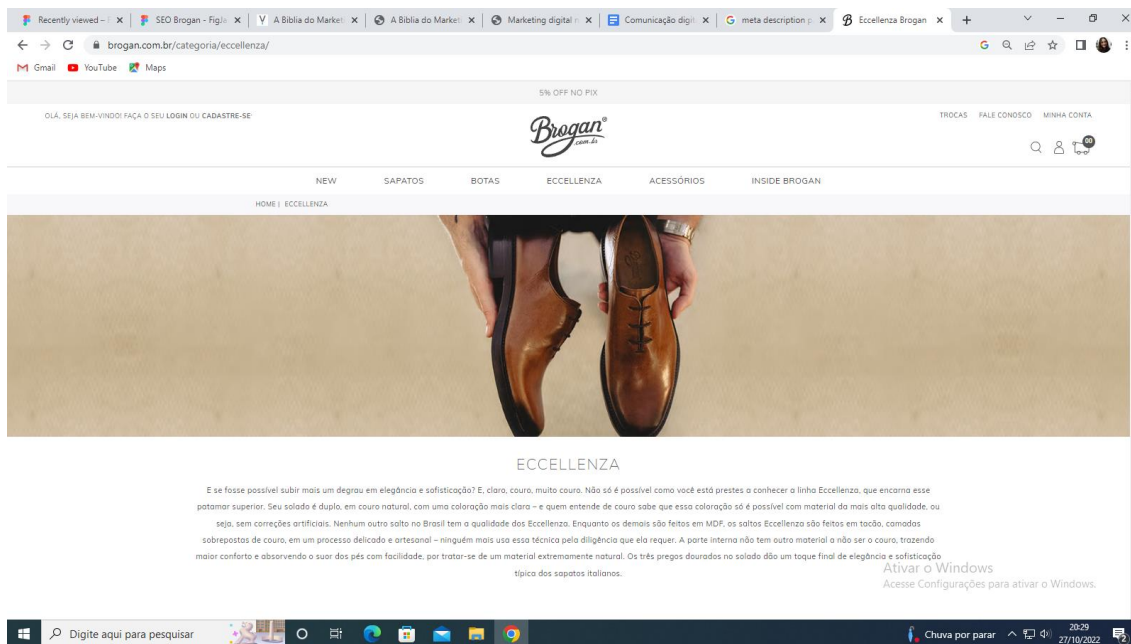 Recently viewed –
SEO Brogan – FigJa
A Biblia do Market
A Biblia do Market
Marketing digital
Comunicação digit
meta description p
Eccellenza Brogan
brogan.com.br/categoria/eccellenza/
Gmail
YouTube
Maps
5% OFF NO PIX
OLÁ, SEJA BEM-VINDO! FAÇA O SEU LOGIN OU CADASTRE-SE
TROCAS FALE CONOSCO MINHA CONTA
Brogan®
.com.br
00
NEW SAPATOS BOTAS ECCELLENZA ACESSÓRIOS INSIDE BROGAN
HOME | ECCELLENZA
ECCELLENZA
E se fosse possível subir mais um degrau em elegância e sofisticação? E, claro, couro, muito couro. Não só é possível como você está prestes a conhecer a linha Eccellenza, que encarna esse
patamar superior. Seu solado é duplo, em couro natural, com uma coloração mais clara – e quem entende de couro sabe que essa coloração só é possível com material da mais alta qualidade, ou
seja, sem correções artificiais. Nenhum outro salto no Brasil tem a qualidade dos Eccellenza. Enquanto os demais são feitos em MDF, os saltos Eccellenza são feitos em tacão, camadas
sobrepostas de couro, em um processo delicado e artesanal – ninguém mais usa essa técnica pela diligência que ela requer. A parte interna não tem outro material a não ser o couro, trazendo
maior conforto e absorvendo o suor dos pés com facilidade, por tratar-se de um material extremamente natural. Os três pregos dourados no solado dão um toque final de elegância e sofisticação
típica dos sapatos italianos.
Ativar o Windows
Acesse Configurações para ativar o Windows.
Digite aqui para pesquisar
Chuva por parar
20:29
27/10/2022
2